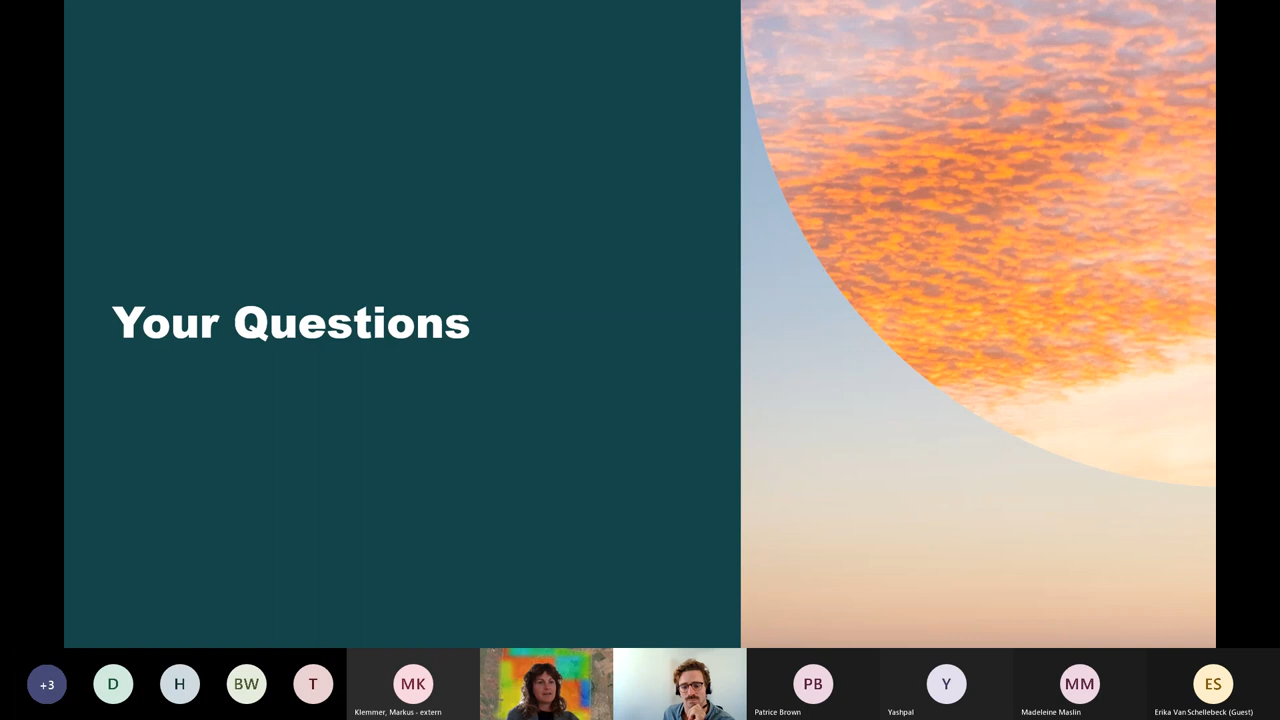 Your Questions
+3
D
H
BW
T
MK
Klemmer, Markus - extern
PB
Patrice Brown
Y
Yashpal
MM
Madeleine Maslin
ES
Erika Van Schellebeck (Guest)